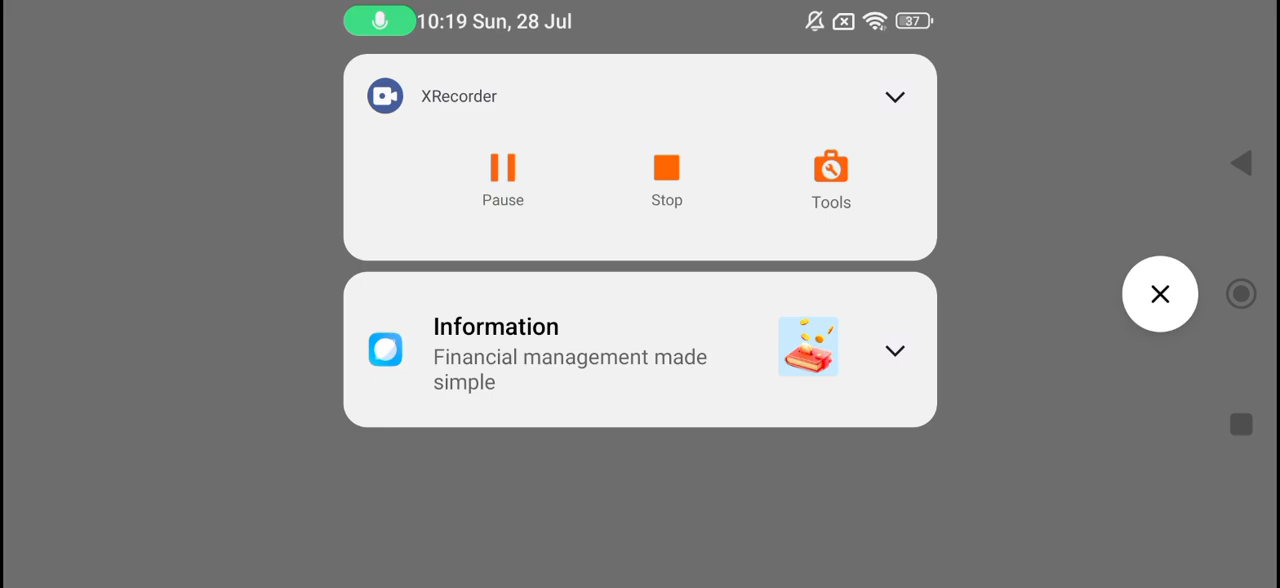 10:19 Sun, 28 Jul
37
XRecorder
Pause
Stop
Tools
Information
Financial management made
simple